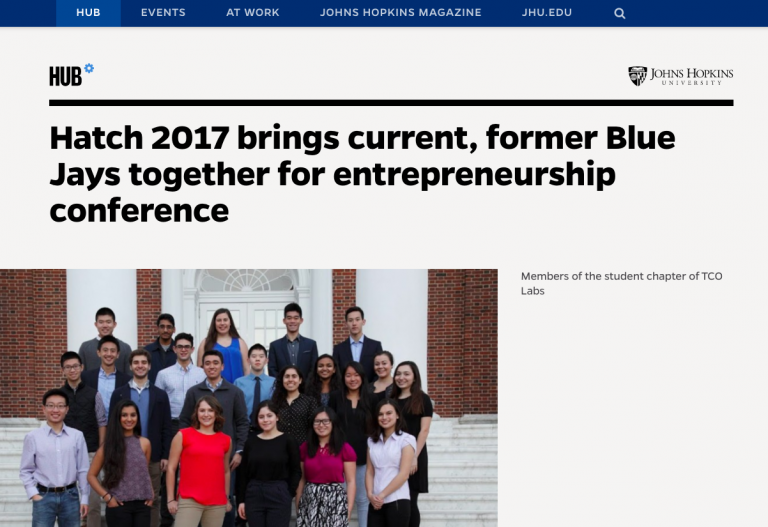 HUB EVENTS AT WORK JOHNS HOPKINS MAGAZINE JHU.EDU
HUB
JOHNS HOPKINS
UNIVERSITY
Hatch 2017 brings current, former Blue
Jays together for entrepreneurship
conference
Members of the student chapter of TCO
Labs